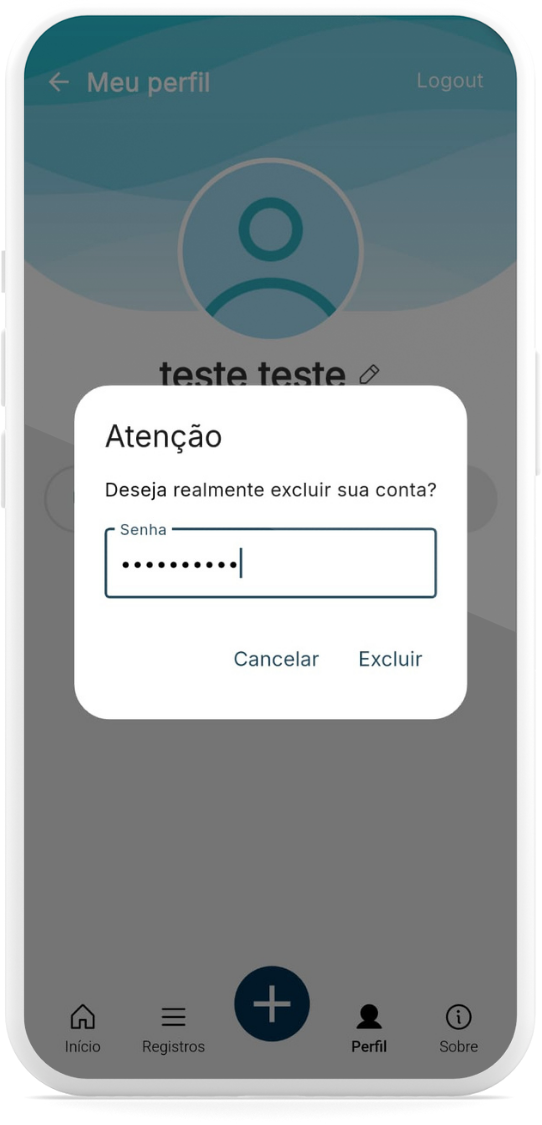 Meu perfil
Logout
teste teste
Atenção
Deseja realmente excluir sua conta?
Senha
••••••••••
Cancelar
Excluir
Início
Registros
Perfil
Sobre